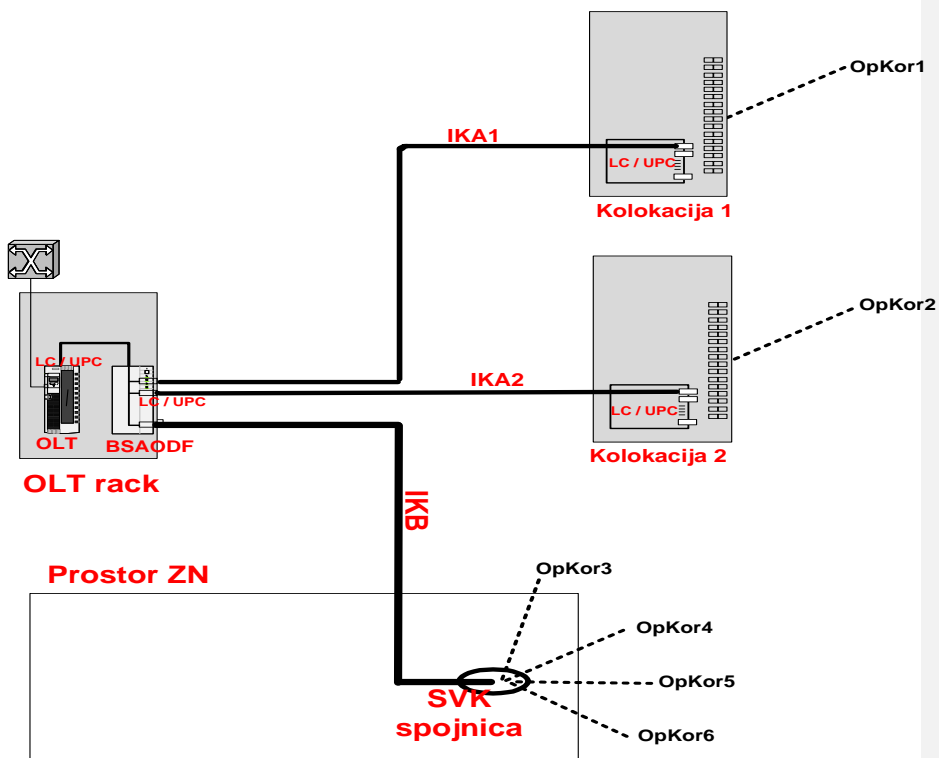 OpKor1
IKA1
LC / UPC
Kolokacija 1
OpKor2
LC / UPC
IKA2
LC / UPC
LC / UPC
OLT
BSAODF
Kolokacija 2
OLT rack
IKB
Prostor ZN
OpKor3
OpKor4
OpKor5
SVK
spojnica
OpKor6